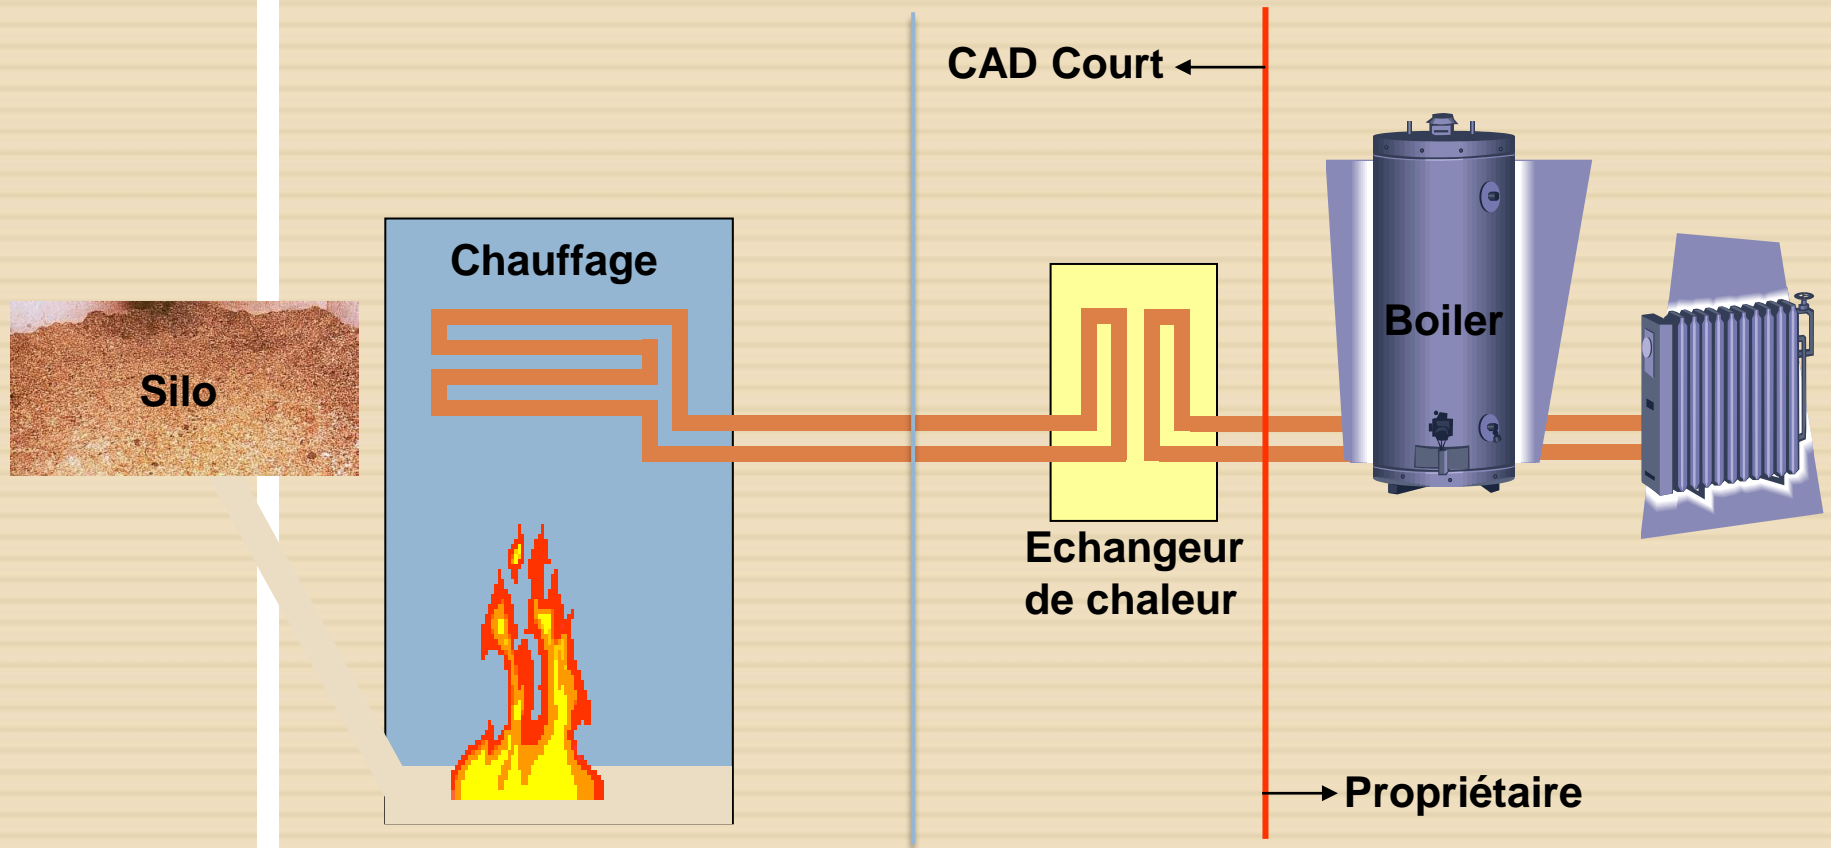 CAD Court
Chauffage
Boiler
Silo
Echangeur
de chaleur
Propriétaire